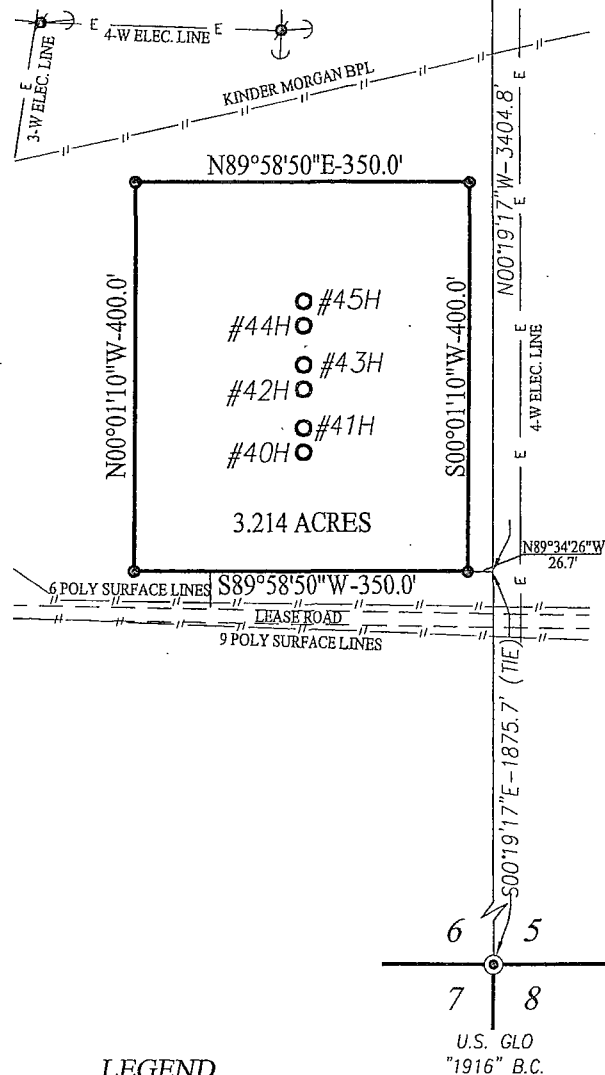 E
4-W ELEC. LINE
E
3-W ELEC. LINE
E
KINDER MORGAN BPL
E
N00°19'17"W-3404.8'
N89°58'50"E-350.0'
E
E
4-W ELEC. LINE
E
E
N00°01'10"W-400.0'
S00°01'10"W-400.0'
#45H
#44H
#43H
#42H
#41H
#40H
3.214 ACRES
N89°34'26"W
26.7'
6 POLY SURFACE LINES
S89°58'50"W-350.0'
LEASE ROAD
9 POLY SURFACE LINES
S00°19'17"E-1875.7' (TIE)
6 5
7 8
U.S. GLO
"1916" B.C.
LEGEND